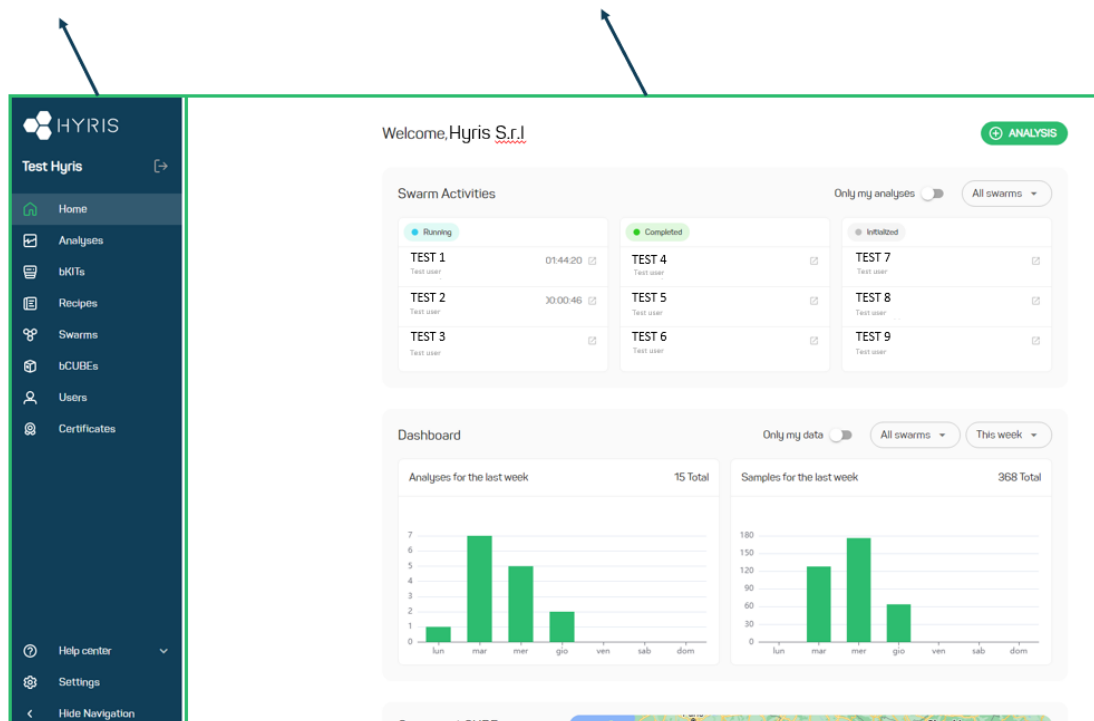 HYRIS
Test Hyris
Home
Analyses
bKITs
Recipes
Swarms
bCUBEs
Users
Certificates
Help center
Settings
Hide Navigation
Welcome, Hyris S.r.l
ANALYSIS
Swarm Activities
Only my analyses
All swarms
Running
TEST 1
01:44:20
Test user
TEST 2
00:00:46
Test user
TEST 3
Test user
Completed
TEST 4
Test user
TEST 5
Test user
TEST 6
Test user
Initialized
TEST 7
Test user
TEST 8
Test user
TEST 9
Test user
Dashboard
Only my data
All swarms
This week
Analyses for the last week
15 Total
7
6
5
4
3
2
1
0
lun mar mer gio ven sab dom
Samples for the last week
368 Total
180
150
120
90
60
30
0
lun mar mer gio ven sab dom